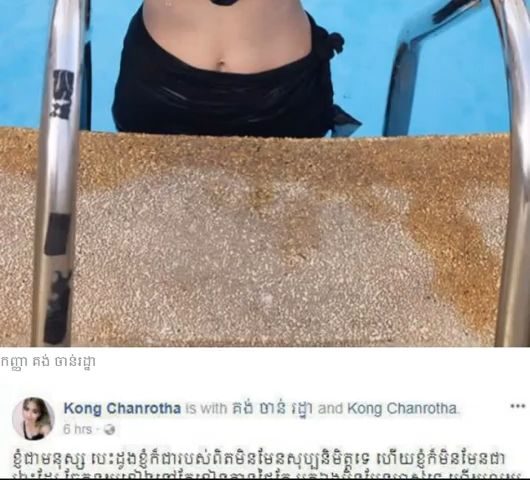 កញ្ញា គង់ ចាន់រដ្ឋា
Kong Chanrotha is with គង់ ចាន់ រដ្ឋា and Kong Chanrotha.
6 hrs ·
ខ្ញុំជាមនុស្ស បេះដូងខ្ញុំក៏ជារបស់ពិតមិនមែនសុប្បនិមិត្តទេ ហើយខ្ញុំក៏មិនមែនជា